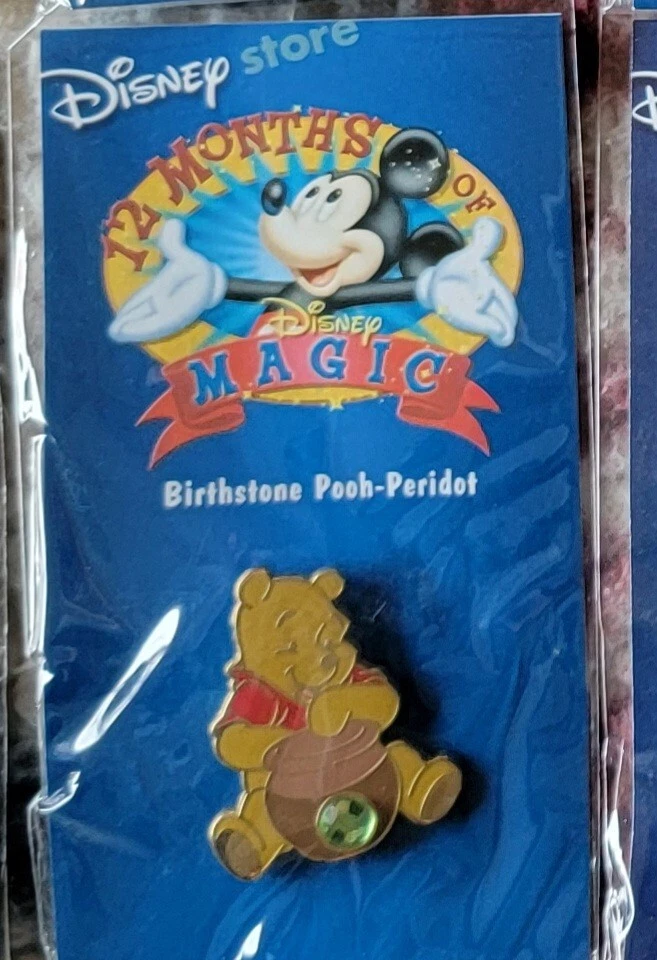 Disney store
12 MONTHS OF
Disney
MAGIC
Birthstone Pooh-Peridot